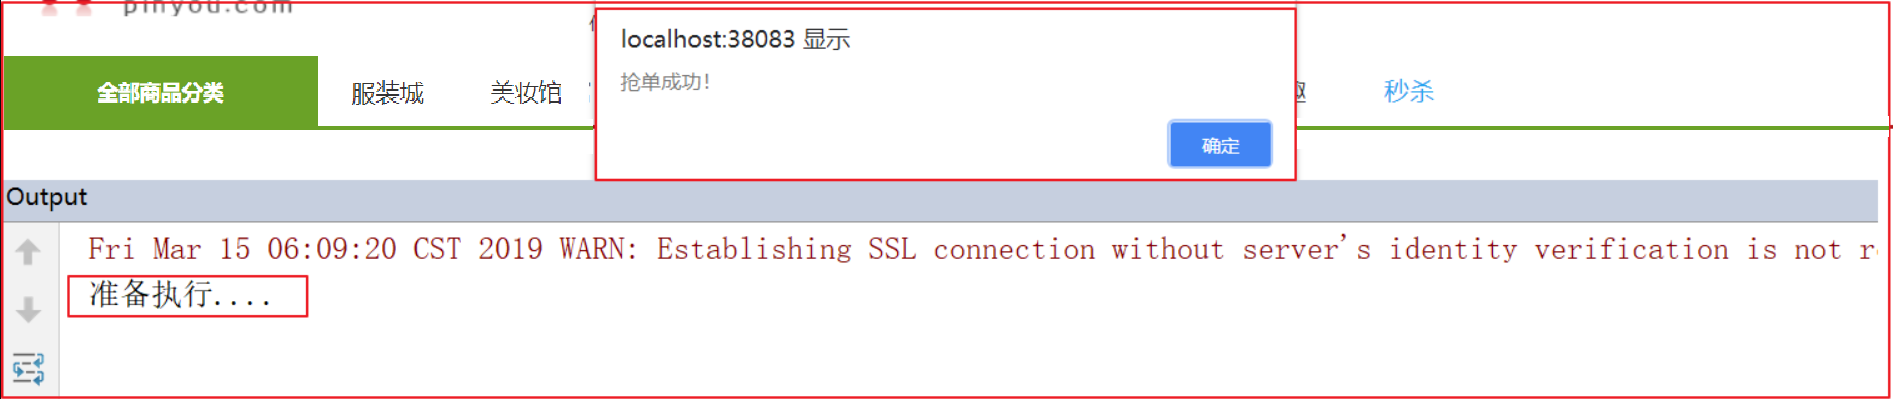 pinyou.com
localhost:38083 显示
抢单成功！
全部商品分类 服装城 美妆馆 秒杀
确定
Output
Fri Mar 15 06:09:20 CST 2019 WARN: Establishing SSL connection without server's identity verification is not
准备执行....